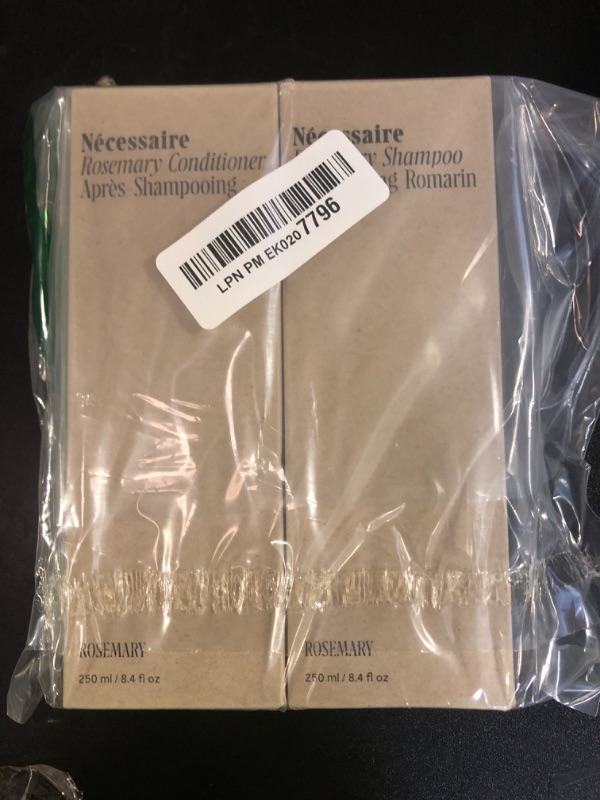 Nécessaire
Rosemary Conditioner
Après-Shampooing
Nécessaire
Shampoo
Romarin
LPN PM EK0207796
ROSEMARY
250 ml / 8.4 fl oz
ROSEMARY
250 ml / 8.4 fl oz